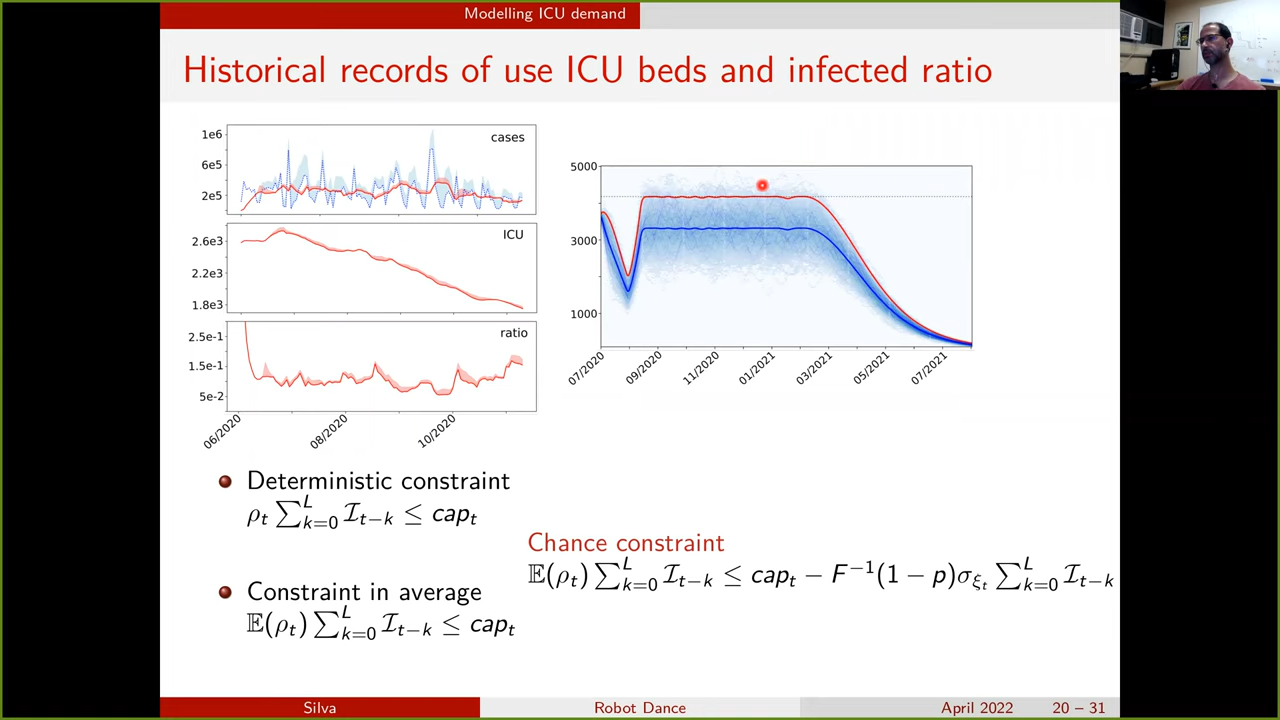 Modelling ICU demand
Historical records of use ICU beds and infected ratio
cases
1e6
6e5
2e5
ICU
2.6e3
2.2e3
1.8e3
ratio
2.5e-1
1.5e-1
5e-2
06/2020
08/2020
10/2020
5000
3000
1000
07/2020
09/2020
11/2020
01/2021
03/2021
05/2021
07/2021
Deterministic constraint
ρ_t ∑_{k=0}^{L} 𝓘_{t−k} ≤ cap_t
Constraint in average
𝔼(ρ_t) ∑_{k=0}^{L} 𝓘_{t−k} ≤ cap_t
Chance constraint
𝔼(ρ_t) ∑_{k=0}^{L} 𝓘_{t−k} ≤ cap_t − F^{−1}(1 − p)σ_{ξ_t} ∑_{k=0}^{L} 𝓘_{t−k}
Silva
Robot Dance
April 2022
20 – 31